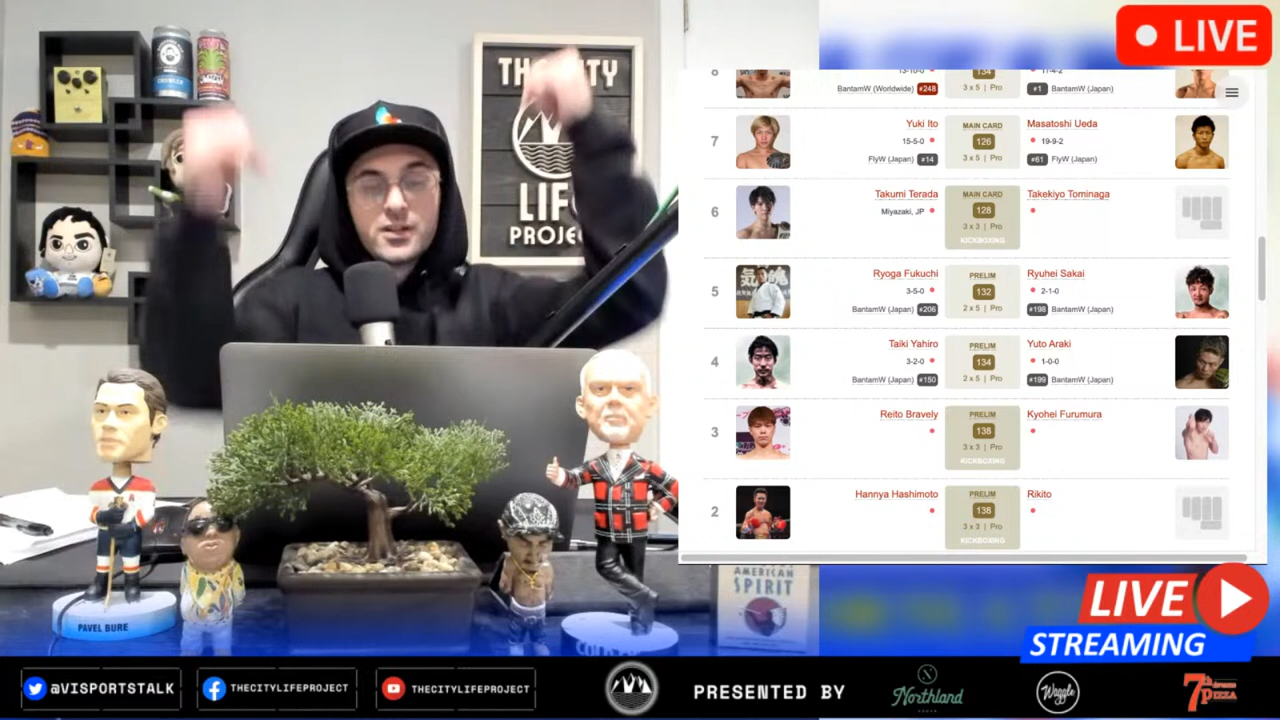 LIVE
THE CITY
LIFE
PROJECT
8
13-10-0
134
11-4-2
BantamW (Worldwide) #248
3 x 5 | Pro
#1 BantamW (Japan)
7
Yuki Ito
MAIN CARD
Masatoshi Ueda
15-5-0
126
19-9-2
FlyW (Japan) #14
3 x 5 | Pro
#61 FlyW (Japan)
6
Takumi Terada
MAIN CARD
Takekiyo Tominaga
Miyazaki, JP
128
3 x 3 | Pro
KICKBOXING
5
Ryoga Fukuchi
PRELIM
Ryuhei Sakai
3-5-0
132
2-1-0
BantamW (Japan) #206
2 x 5 | Pro
#198 BantamW (Japan)
4
Taiki Yahiro
PRELIM
Yuto Araki
3-2-0
134
1-0-0
BantamW (Japan) #150
2 x 5 | Pro
#199 BantamW (Japan)
3
Reito Bravely
PRELIM
Kyohei Furumura
138
3 x 3 | Pro
KICKBOXING
2
Hannya Hashimoto
PRELIM
Rikito
138
3 x 3 | Pro
KICKBOXING
PAVEL BURE
AMERICAN
SPIRIT
LIVE
STREAMING
@VISPORTSTALK
THECITYLIFEPROJECT
THECITYLIFEPROJECT
PRESENTED BY
Northland
Waggle
7th
PIZZA